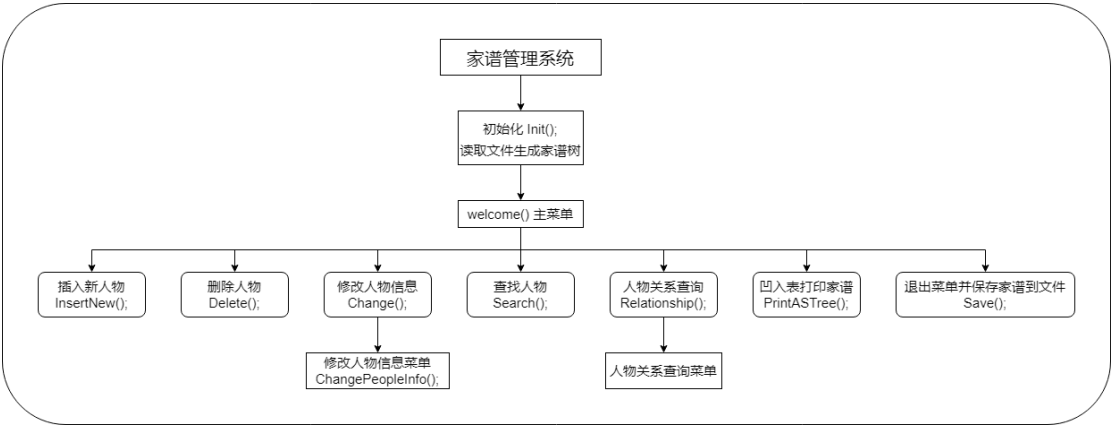 家谱管理系统
初始化 Init();
读取文件生成家谱树
welcome() 主菜单
插入新人物
InsertNew();
删除人物
Delete();
修改人物信息
Change();
查找人物
Search();
人物关系查询
Relationship();
凹入表打印家谱
PrintASTree();
退出菜单并保存家谱到文件
Save();
修改人物信息菜单
ChangePeopleInfo();
人物关系查询菜单